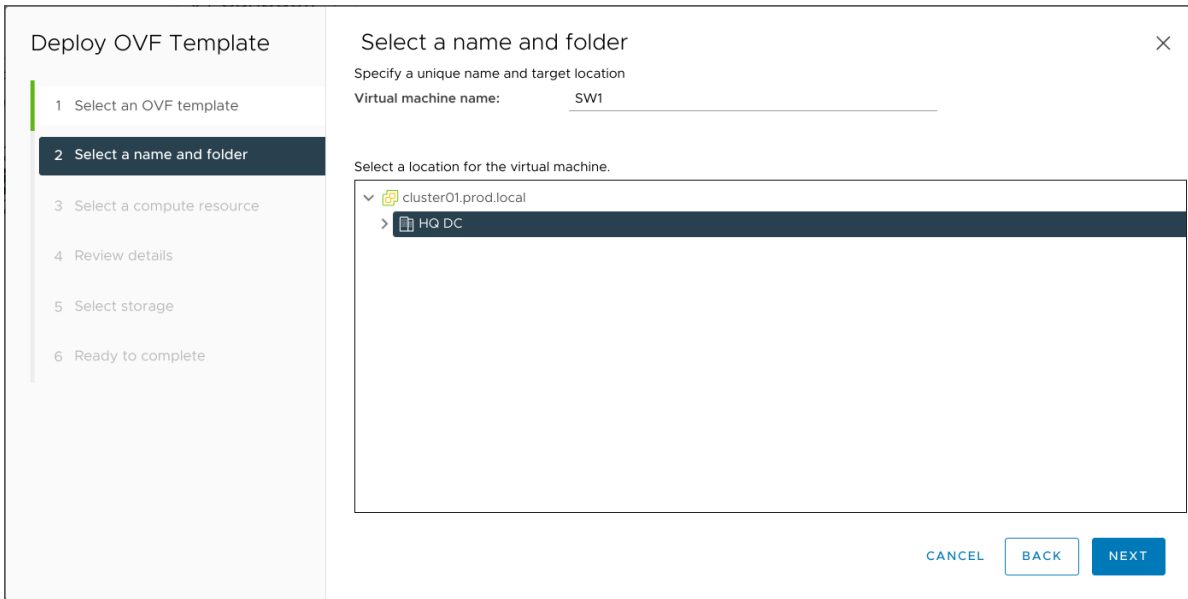 Deploy OVF Template
1 Select an OVF template
2 Select a name and folder
3 Select a compute resource
4 Review details
5 Select storage
6 Ready to complete
Select a name and folder
Specify a unique name and target location
Virtual machine name: SW1
Select a location for the virtual machine.
cluster01.prod.local
HQ DC
CANCEL BACK NEXT